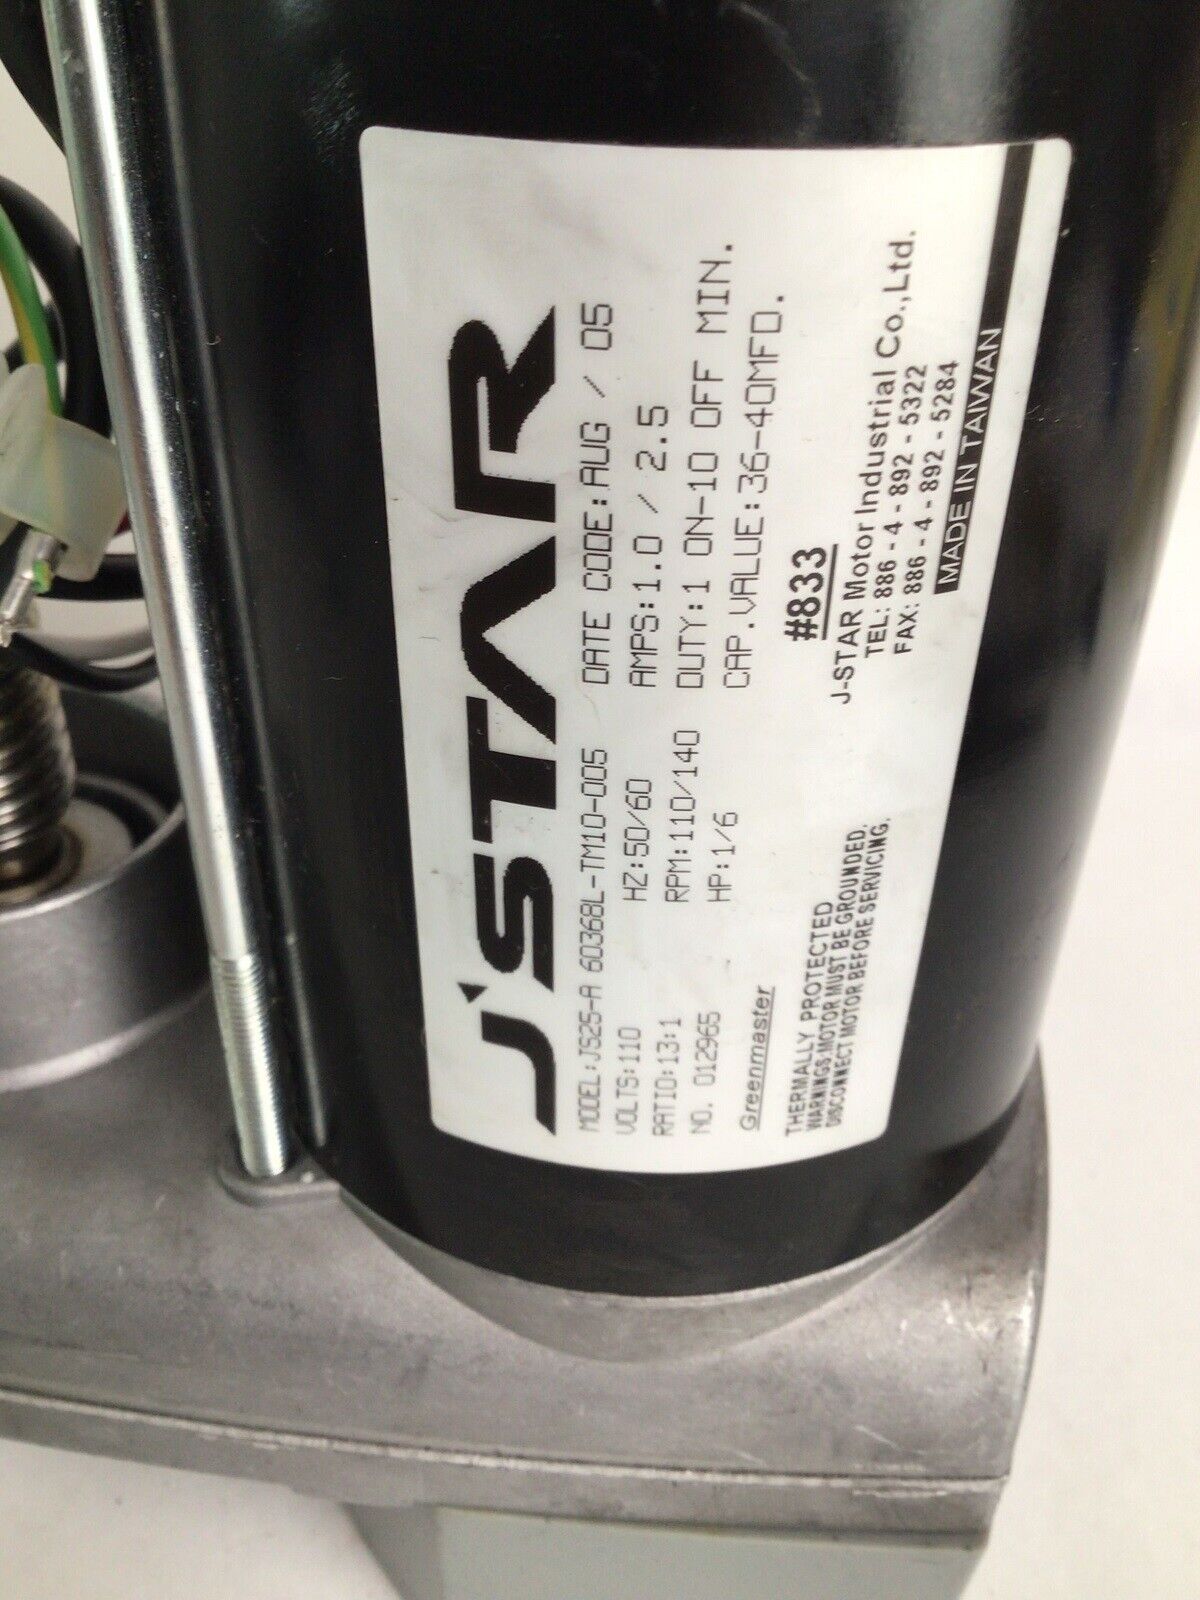 J'STAR
MODEL:JS25-A 60368L-TM10-005 DATE CODE:AUG / 05
VOLTS:110 HZ:50/60 AMPS:1.0 / 2.5
RATIO:13:1 RPM:110/140 DUTY:1 ON-10 OFF MIN.
NO. 012965 HP:1/6 CAP.VALUE:36-40MFD.
Greenmaster #833
THERMALLY PROTECTED
WARNINGS:MOTOR MUST BE GROUNDED.
DISCONNECT MOTOR BEFORE SERVICING.
J-STAR Motor Industrial Co.,Ltd.
TEL: 886 - 4 - 892 - 5322
FAX: 886 - 4 - 892 - 5284
MADE IN TAIWAN